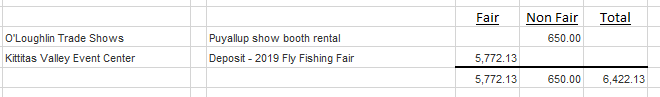 Fair Non Fair Total
O'Loughlin Trade Shows Puyallup show booth rental 650.00
Kittitas Valley Event Center Deposit - 2019 Fly Fishing Fair 5,772.13
5,772.13 650.00 6,422.13